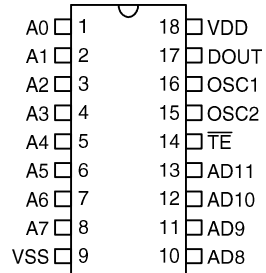 A0 1 18 VDD
A1 2 17 DOUT
A2 3 16 OSC1
A3 4 15 OSC2
A4 5 14 T̅E̅
A5 6 13 AD11
A6 7 12 AD10
A7 8 11 AD9
VSS 9 10 AD8